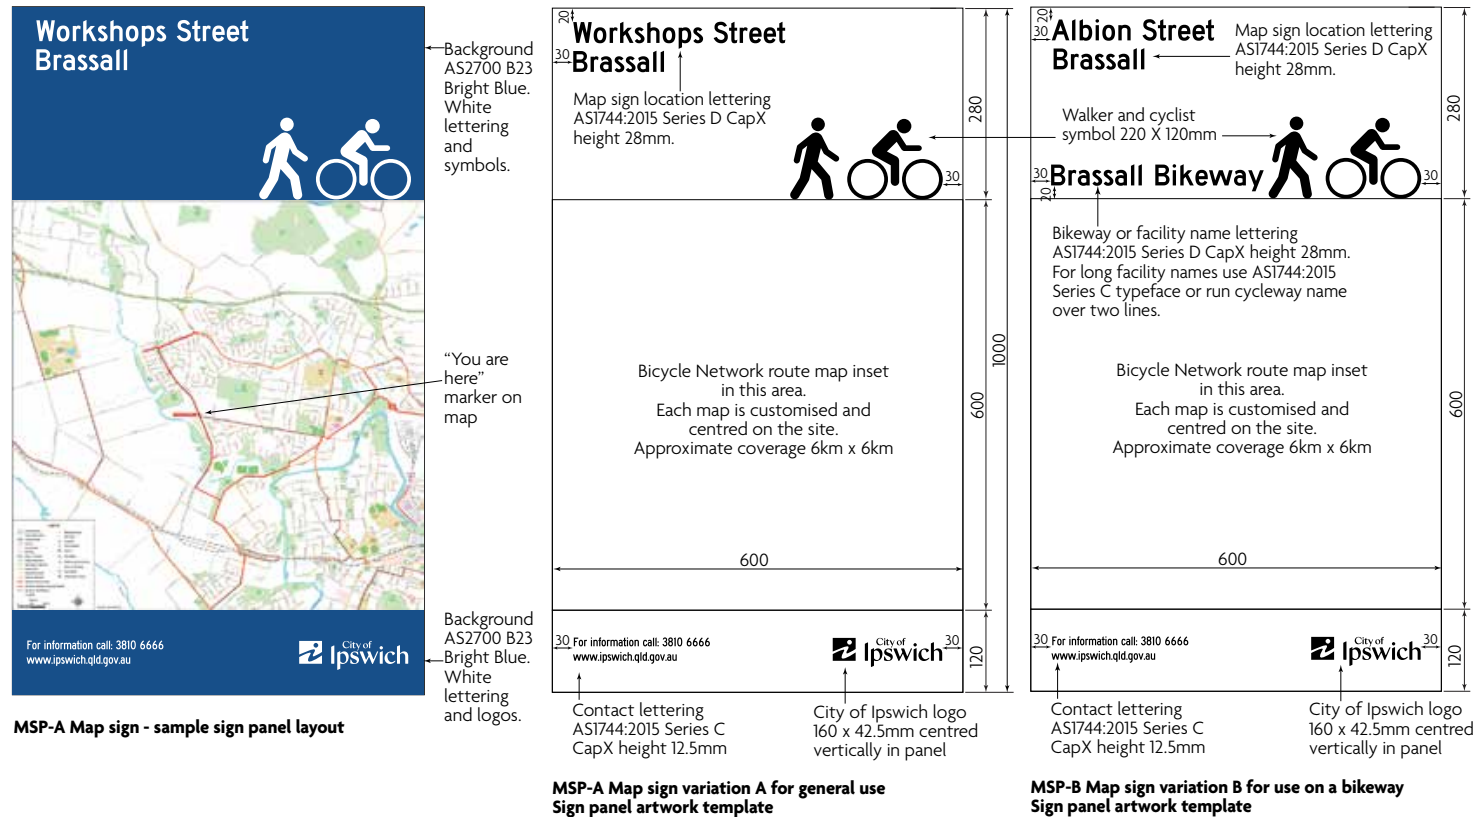 Workshops Street
Brassall
Background
AS2700 B23
Bright Blue.
White
lettering
and
symbols.
“You are
here”
marker on
map
For information call: 3810 6666
www.ipswich.qld.gov.au
City of
Ipswich
Background
AS2700 B23
Bright Blue.
White
lettering
and logos.
MSP-A Map sign - sample sign panel layout
20
30
Workshops Street
Brassall
Map sign location lettering
AS1744:2015 Series D CapX
height 28mm.
30
280
1000
600
Bicycle Network route map inset
in this area.
Each map is customised and
centred on the site.
Approximate coverage 6km x 6km
600
30
For information call: 3810 6666
www.ipswich.qld.gov.au
City of
Ipswich
30
120
Contact lettering
AS1744:2015 Series C
CapX height 12.5mm
City of Ipswich logo
160 x 42.5mm centred
vertically in panel
MSP-A Map sign variation A for general use
Sign panel artwork template
20
30
Albion Street
Brassall
Map sign location lettering
AS1744:2015 Series D CapX
height 28mm.
Walker and cyclist
symbol 220 X 120mm
280
30
Brassall Bikeway
30
20
Bikeway or facility name lettering
AS1744:2015 Series D CapX height 28mm.
For long facility names use AS1744:2015
Series C typeface or run cycleway name
over two lines.
Bicycle Network route map inset
in this area.
Each map is customised and
centred on the site.
Approximate coverage 6km x 6km
600
600
30
For information call: 3810 6666
www.ipswich.qld.gov.au
City of
Ipswich
30
120
Contact lettering
AS1744:2015 Series C
CapX height 12.5mm
City of Ipswich logo
160 x 42.5mm centred
vertically in panel
MSP-B Map sign variation B for use on a bikeway
Sign panel artwork template